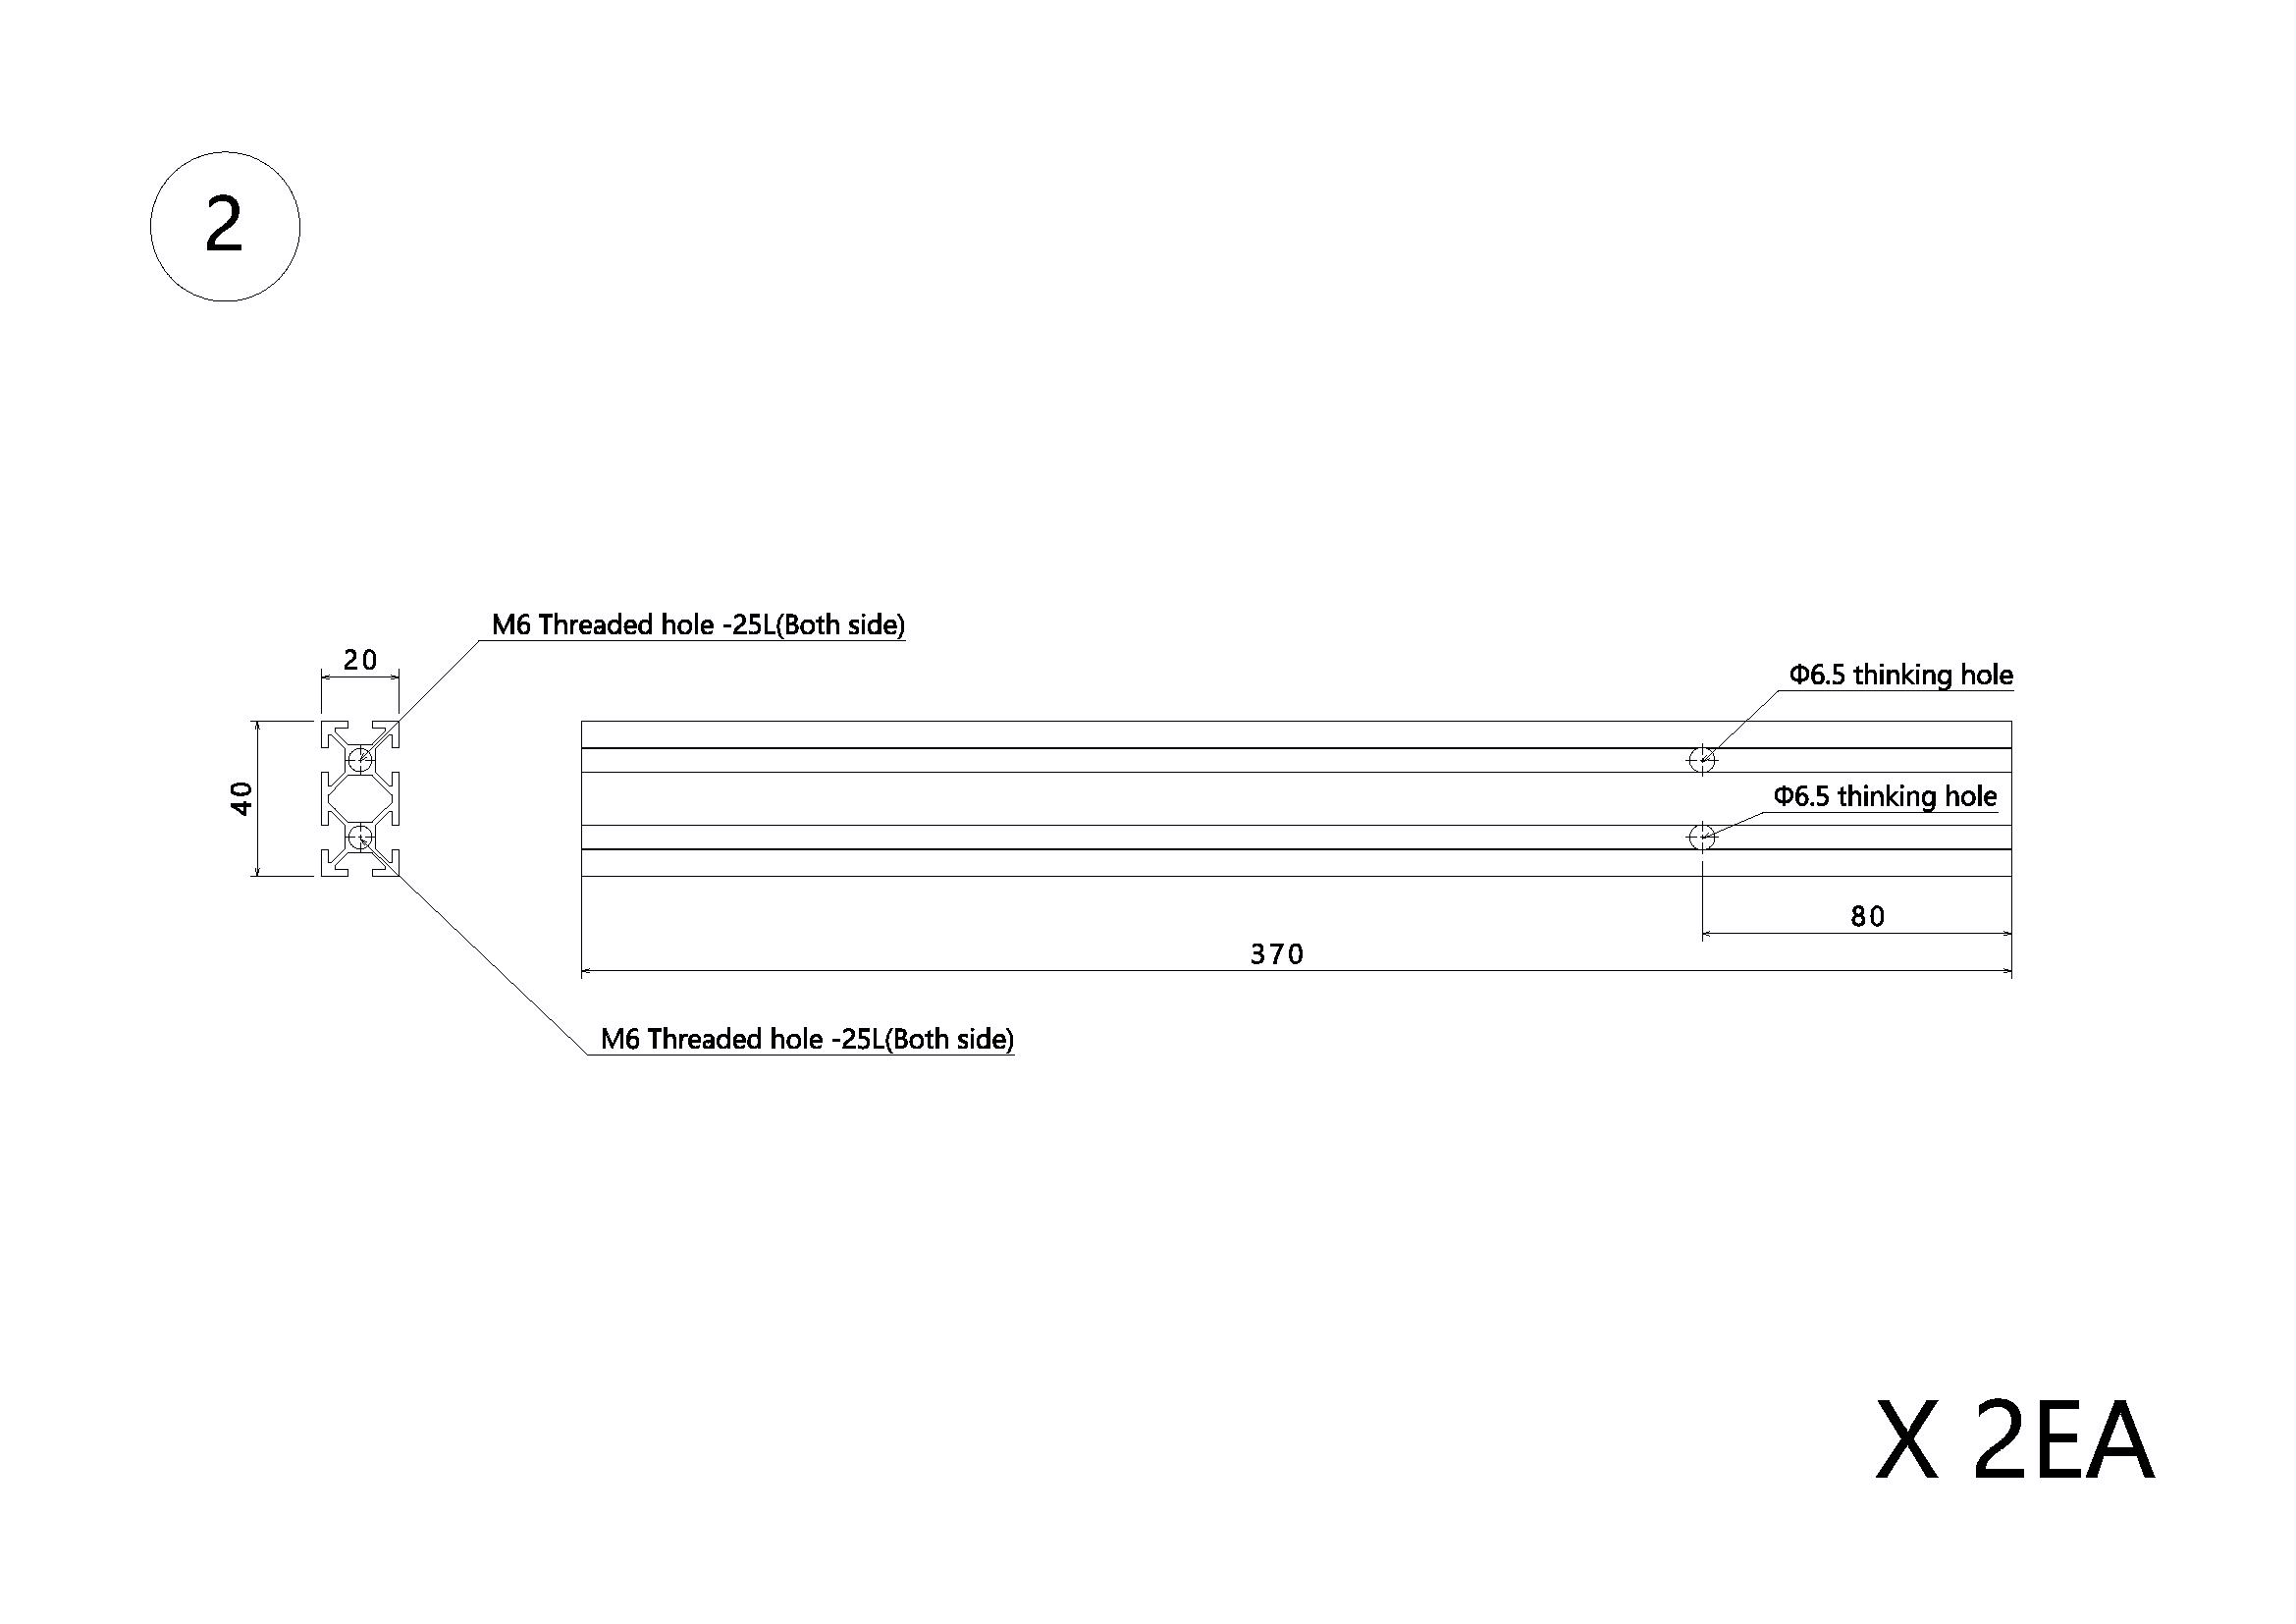 2
M6 Threaded hole -25L(Both side)
20
Φ6.5 thinking hole
40
Φ6.5 thinking hole
80
370
M6 Threaded hole -25L(Both side)
X 2EA